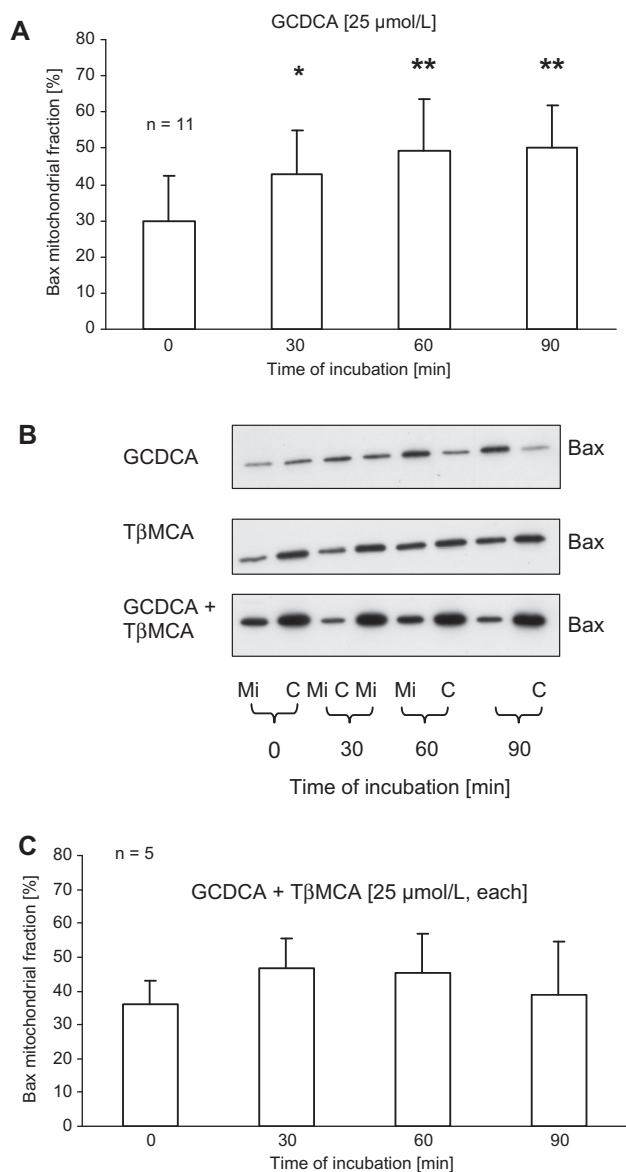 A
GCDCA [25 µmol/L]
Bax mitochondrial fraction [%]
80
70
60
50
40
30
20
10
0
n = 11
*
**
**
0 30 60 90
Time of incubation [min]
B
GCDCA
Bax
TβMCA
Bax
GCDCA +
TβMCA
Bax
Mi C Mi C Mi Mi C C
0 30 60 90
Time of incubation [min]
C
n = 5
GCDCA + TβMCA [25 µmol/L, each]
Bax mitochondrial fraction [%]
80
70
60
50
40
30
20
10
0
0 30 60 90
Time of incubation [min]